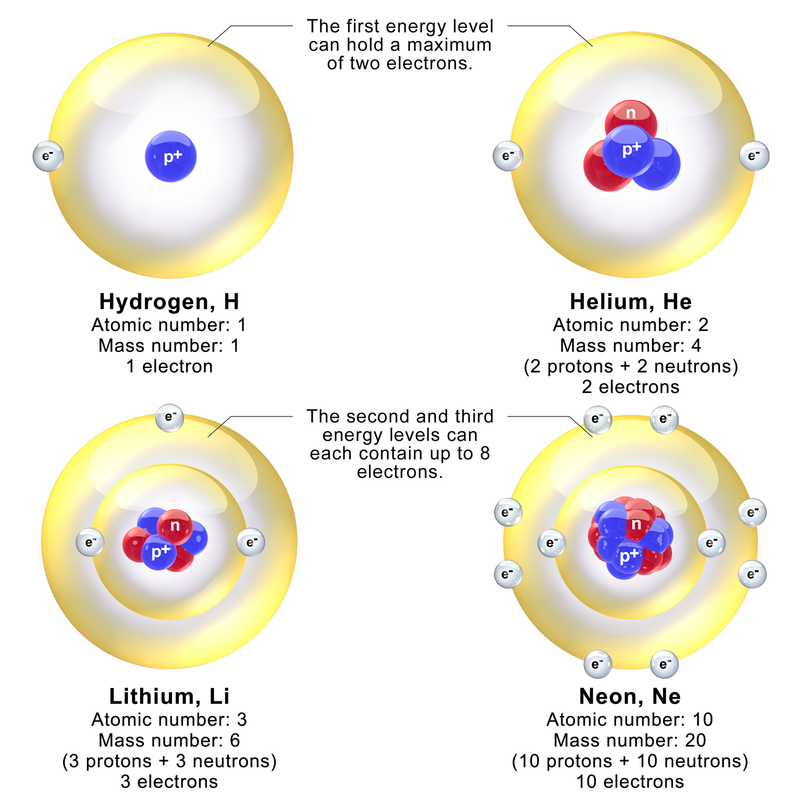 The first energy level
can hold a maximum
of two electrons.
e⁻
p⁺
e⁻
n
p⁺
e⁻
Hydrogen, H
Atomic number: 1
Mass number: 1
1 electron
Helium, He
Atomic number: 2
Mass number: 4
(2 protons + 2 neutrons)
2 electrons
The second and third
energy levels can
each contain up to 8
electrons.
e⁻
e⁻
n
p⁺
e⁻
e⁻
e⁻
e⁻
e⁻
e⁻
n
p⁺
e⁻
e⁻
e⁻
e⁻
e⁻
Lithium, Li
Atomic number: 3
Mass number: 6
(3 protons + 3 neutrons)
3 electrons
Neon, Ne
Atomic number: 10
Mass number: 20
(10 protons + 10 neutrons)
10 electrons